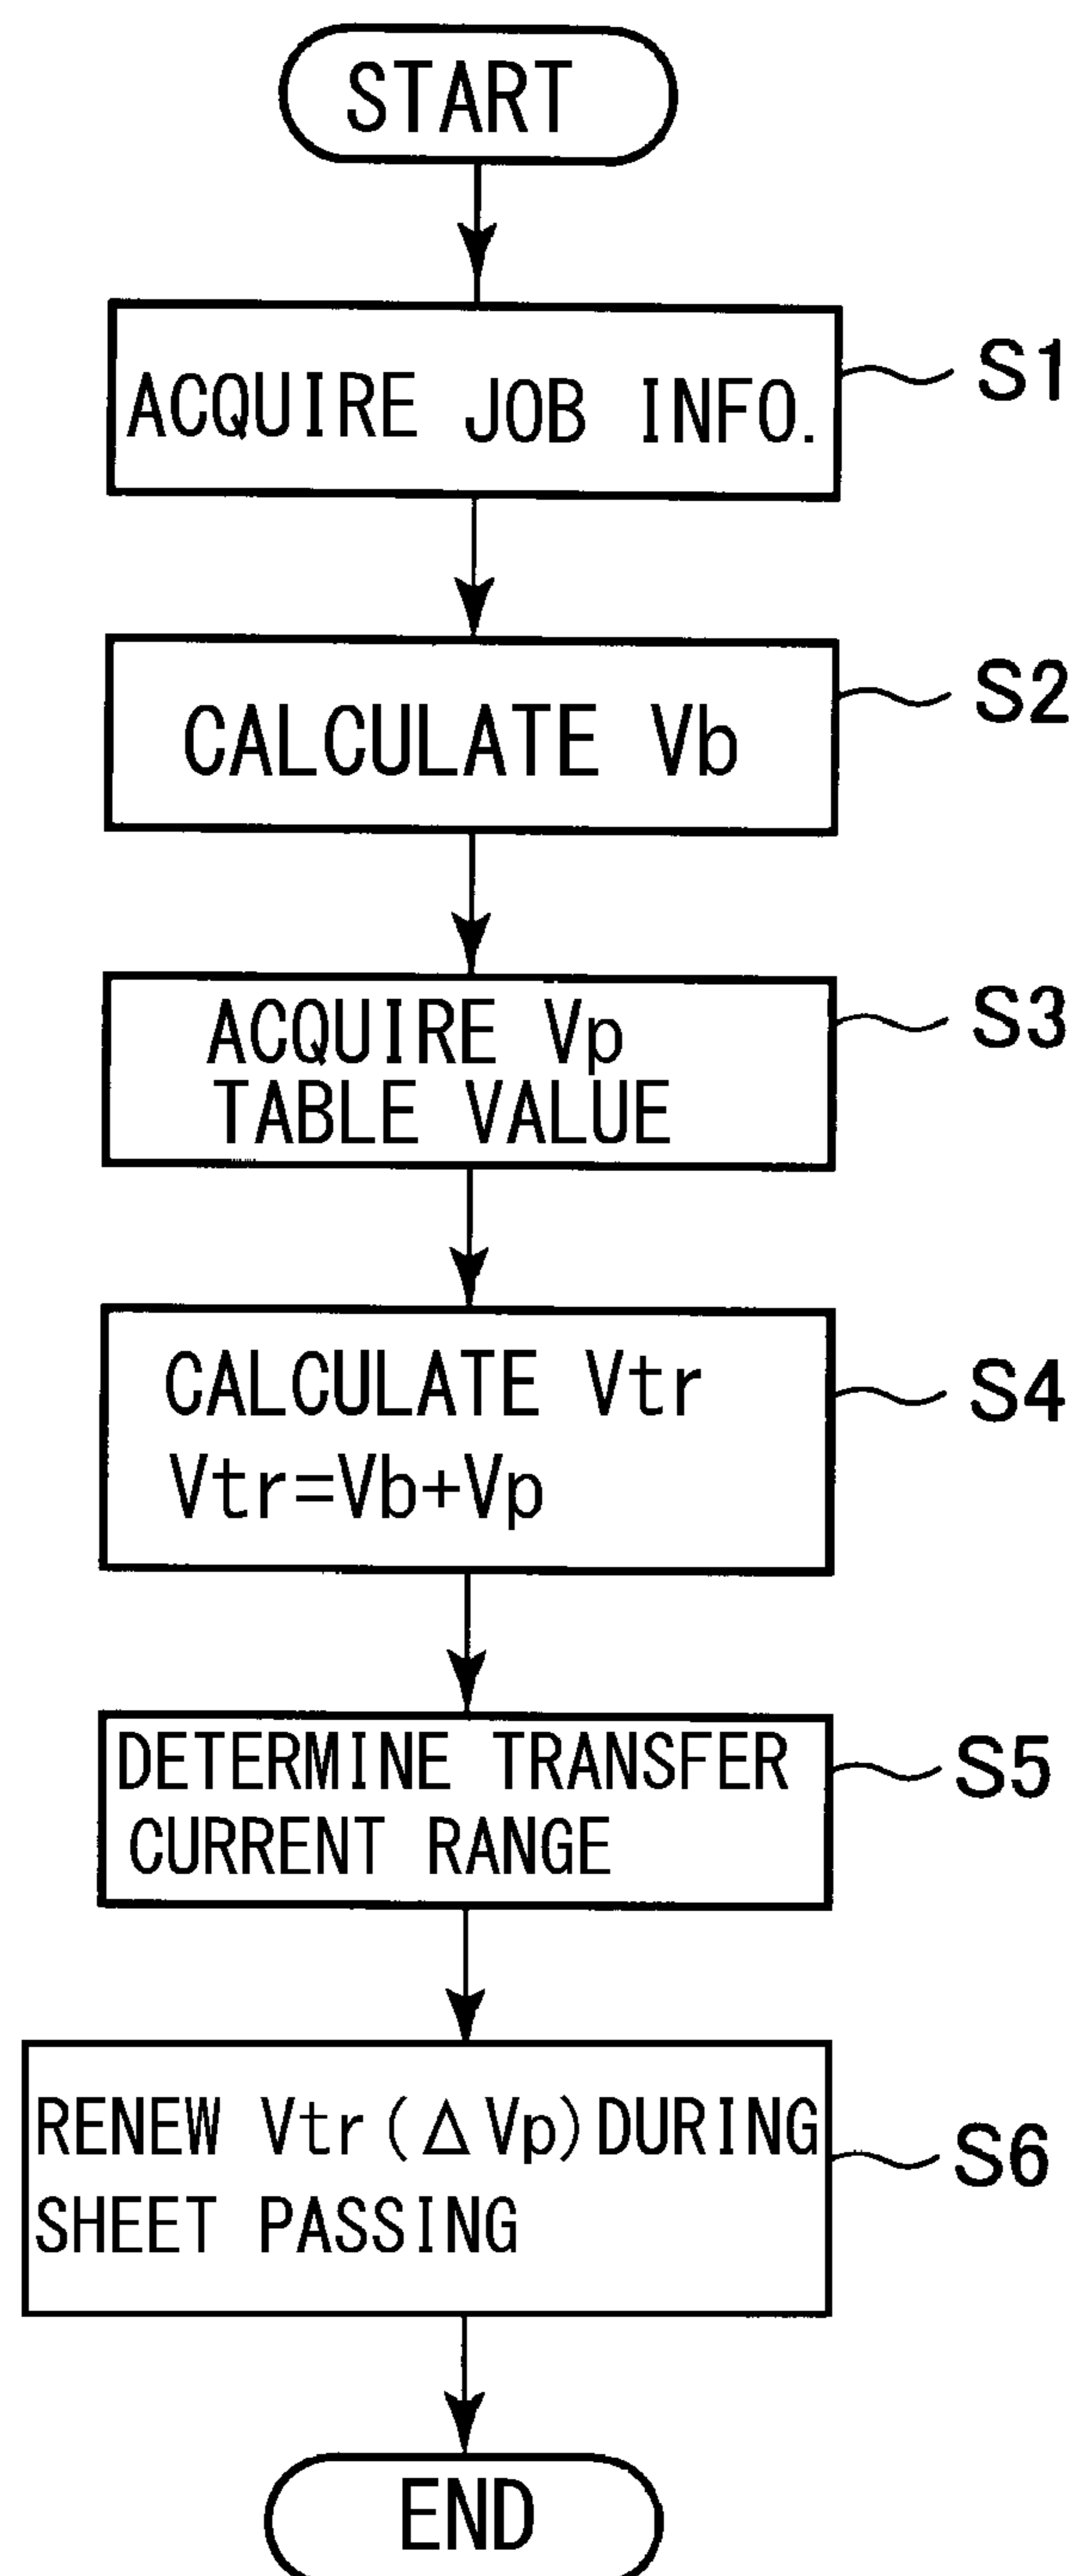 START
ACQUIRE JOB INFO.
S1
CALCULATE Vb
S2
ACQUIRE Vp
TABLE VALUE
S3
CALCULATE Vtr
Vtr=Vb+Vp
S4
DETERMINE TRANSFER
CURRENT RANGE
S5
RENEW Vtr(ΔVp)DURING
SHEET PASSING
S6
END